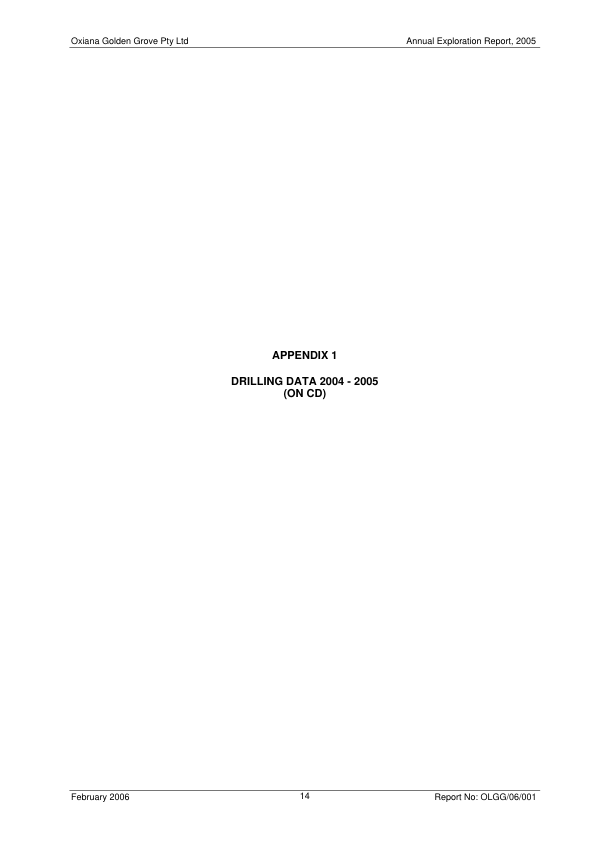 Oxiana Golden Grove Pty Ltd Annual Exploration Report, 2005
APPENDIX 1
DRILLING DATA 2004 - 2005
(ON CD)
February 2006 14 Report No: OLGG/06/001